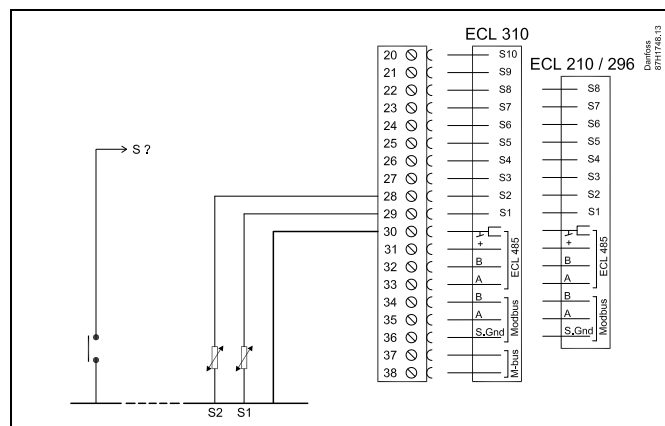 ECL 310
ECL 210 / 296
Danfoss
87H1748.13
S ?
20
21
22
23
24
25
26
27
28
29
30
31
32
33
34
35
36
37
38
S10
S9
S8
S7
S6
S5
S4
S3
S2
S1
+
B
A
B
A
S.Gnd
ECL 485
Modbus
M-bus
S8
S7
S6
S5
S4
S3
S2
S1
+
B
A
B
A
S.Gnd
ECL 485
Modbus
S2 S1